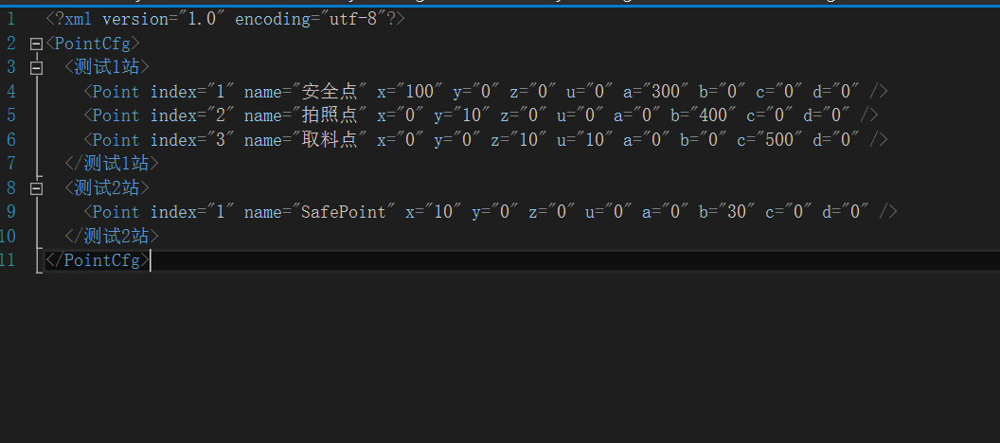 1 <?xml version="1.0" encoding="utf-8"?>
2 <PointCfg>
3 <测试1站>
4 <Point index="1" name="安全点" x="100" y="0" z="0" u="0" a="300" b="0" c="0" d="0" />
5 <Point index="2" name="拍照点" x="0" y="10" z="0" u="0" a="0" b="400" c="0" d="0" />
6 <Point index="3" name="取料点" x="0" y="0" z="10" u="10" a="0" b="0" c="500" d="0" />
7 </测试1站>
8 <测试2站>
9 <Point index="1" name="SafePoint" x="10" y="0" z="0" u="0" a="0" b="30" c="0" d="0" />
10 </测试2站>
11 </PointCfg>